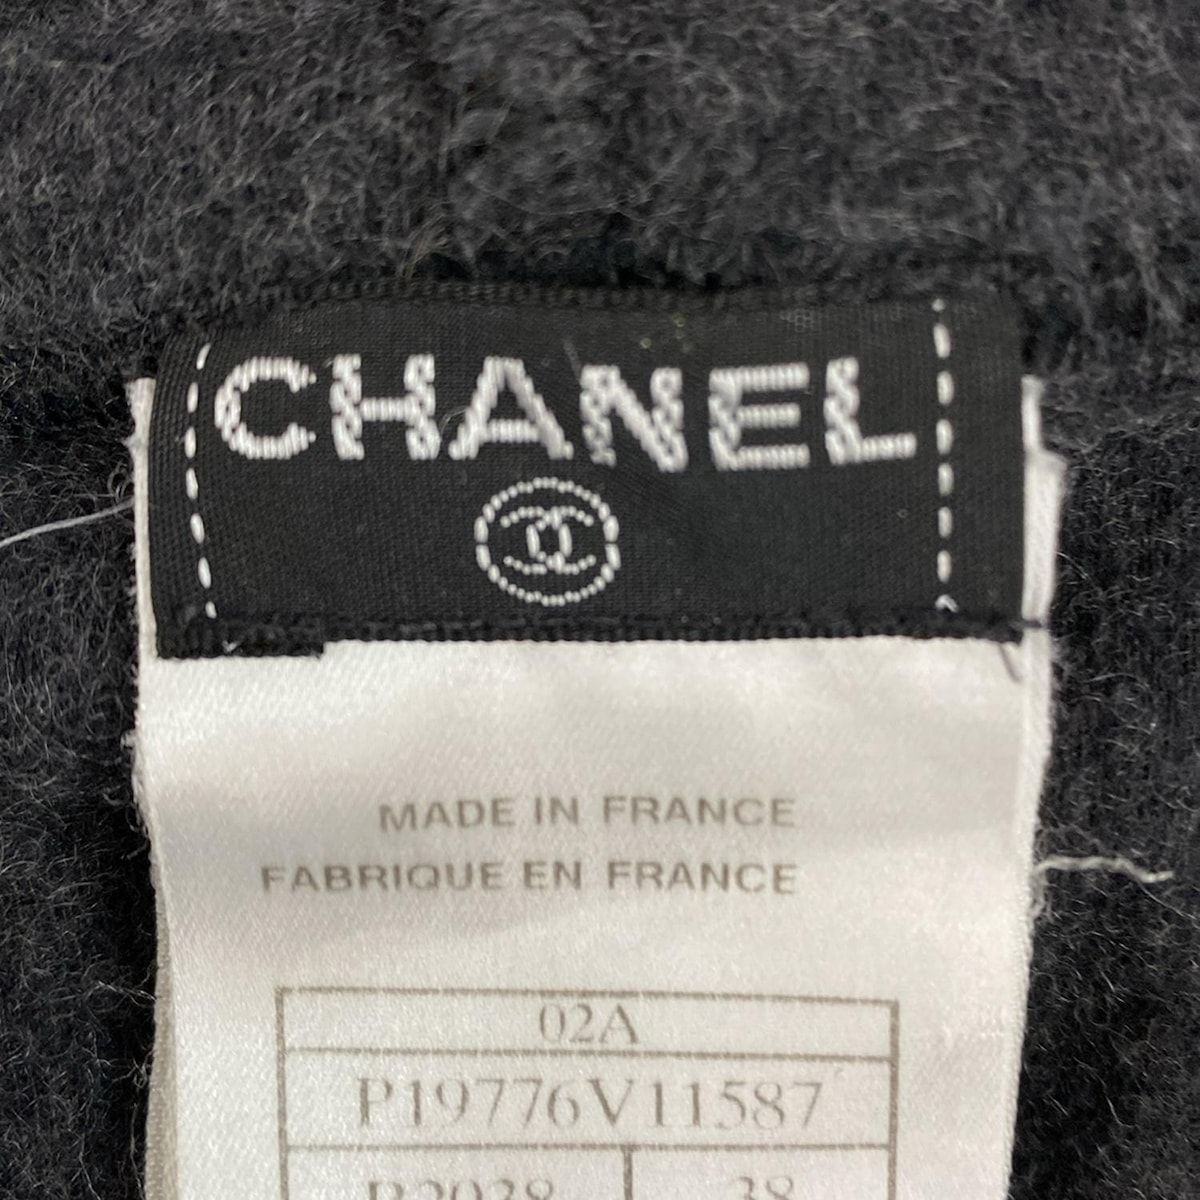 CHANEL
MADE IN FRANCE
FABRIQUE EN FRANCE
02A
P19776V11587
38